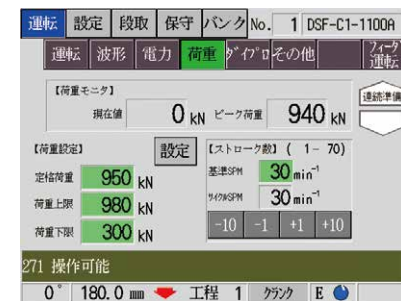 運転 設定 段取 保守 バンク No. 1 DSF-C1-1100A
運転 波形 電力 荷重 ダイプロ その他 フィーダ運転
【荷重モニタ】
現在値 0 kN ピーク荷重 940 kN
連続準備
【荷重設定】 設定 【ストローク数】 ( 1- 70)
定格荷重 950 kN 基準SPM 30 min⁻¹
荷重上限 980 kN サイクルSPM 30 min⁻¹
荷重下限 300 kN -10 -1 +1 +10
271 操作可能
0° 180.0 mm 工程 1 クランク E